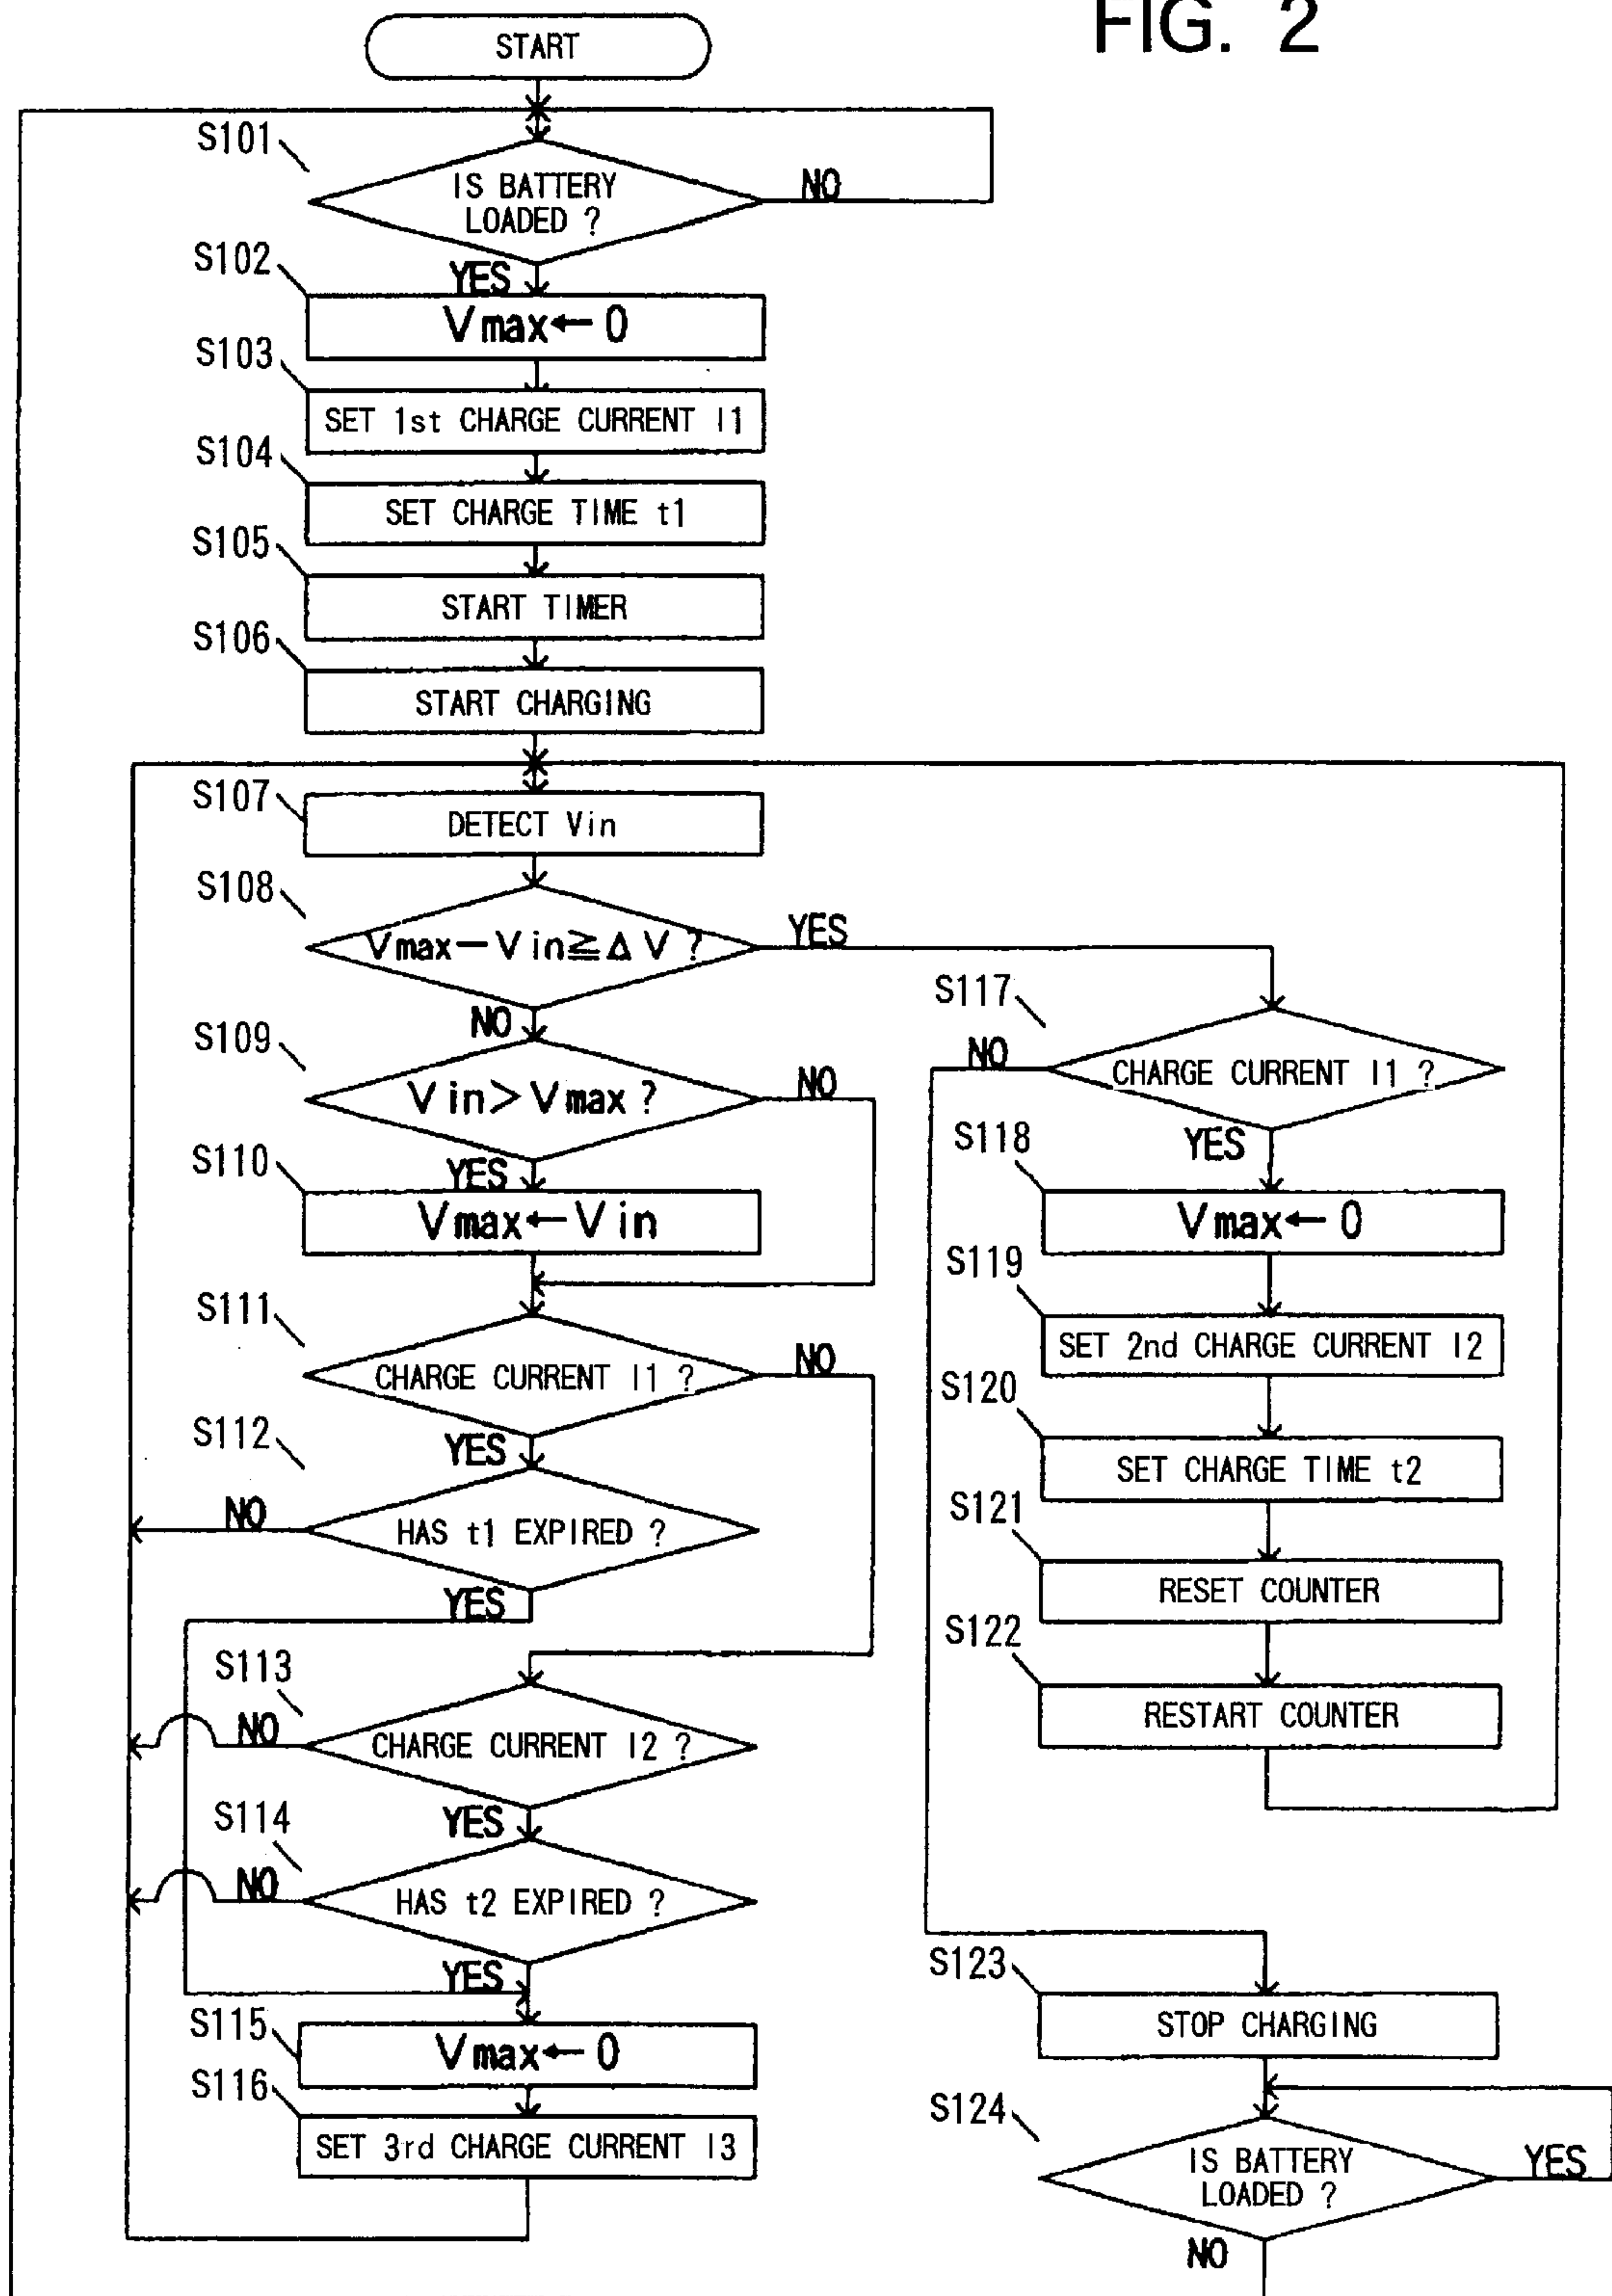 FIG. 2
START
S101
IS BATTERY
LOADED ?
NO
YES
S102
Vmax←0
S103
SET 1st CHARGE CURRENT I1
S104
SET CHARGE TIME t1
S105
START TIMER
S106
START CHARGING
S107
DETECT Vin
S108
Vmax－Vin≧ΔV ?
YES
NO
S109
Vin>Vmax ?
NO
YES
S110
Vmax←Vin
S111
CHARGE CURRENT I1 ?
NO
YES
S112
HAS t1 EXPIRED ?
NO
YES
S113
CHARGE CURRENT I2 ?
NO
YES
S114
HAS t2 EXPIRED ?
NO
YES
S115
Vmax←0
S116
SET 3rd CHARGE CURRENT I3
S117
CHARGE CURRENT I1 ?
NO
YES
S118
Vmax←0
S119
SET 2nd CHARGE CURRENT I2
S120
SET CHARGE TIME t2
S121
RESET COUNTER
S122
RESTART COUNTER
S123
STOP CHARGING
S124
IS BATTERY
LOADED ?
YES
NO